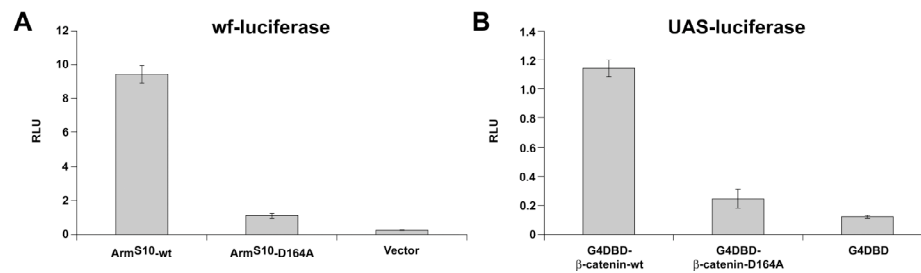 A
wf-luciferase
12
10
8
6
4
2
0
RLU
ArmS10-wt
ArmS10-D164A
Vector
B
UAS-luciferase
1.4
1.2
1.0
0.8
0.6
0.4
0.2
0
RLU
G4DBD-
β-catenin-wt
G4DBD-
β-catenin-D164A
G4DBD